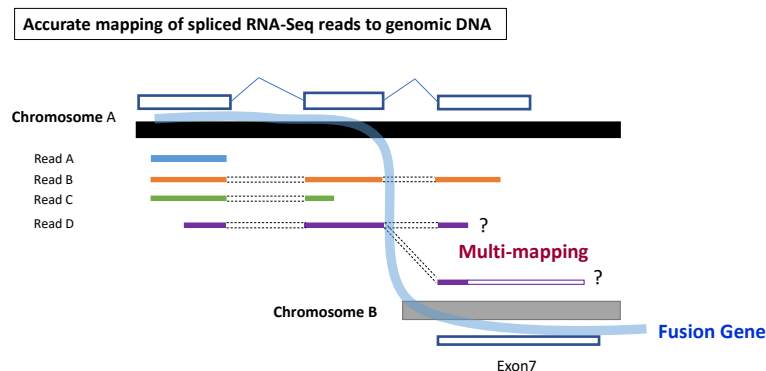 Accurate mapping of spliced RNA-Seq reads to genomic DNA
Chromosome A
Read A
Read B
Read C
Read D
?
Multi-mapping
?
Chromosome B
Fusion Gene
Exon7